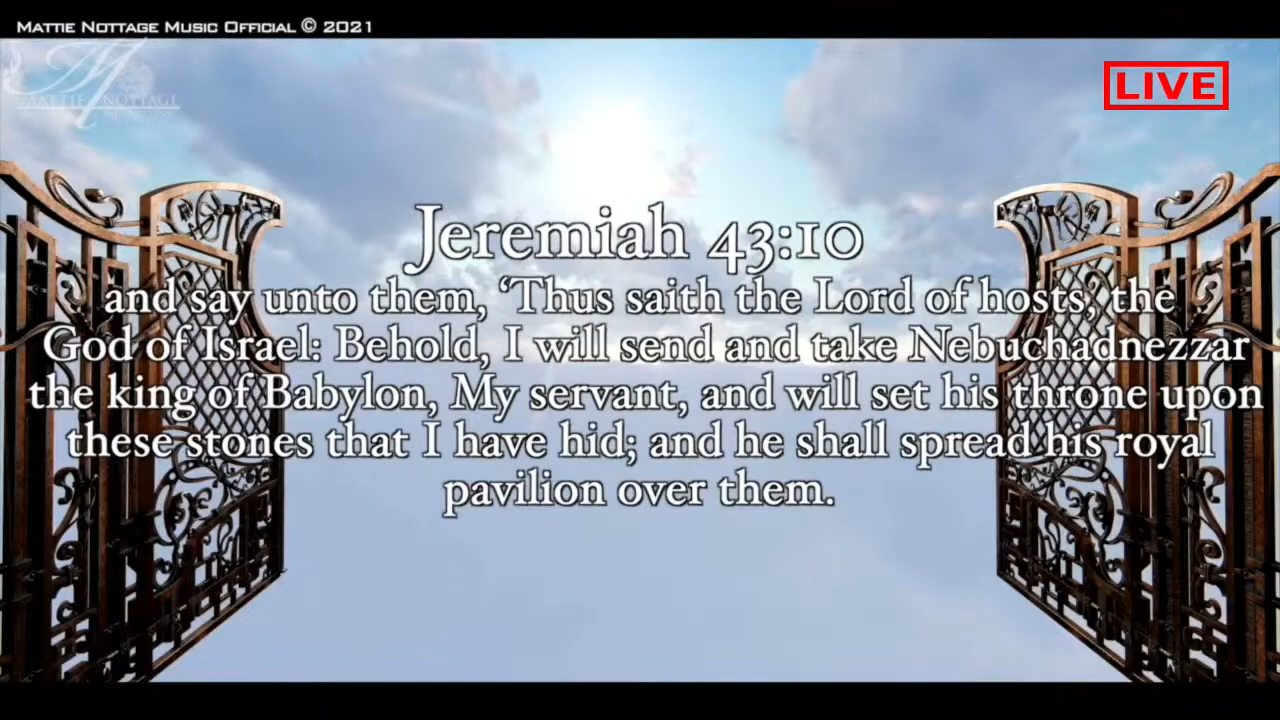 Mattie Nottage Music Official © 2021
MATTIE NOTTAGE
LIVE
Jeremiah 43:10
and say unto them, ‘Thus saith the Lord of hosts, the
God of Israel: Behold, I will send and take Nebuchadnezzar
the king of Babylon, My servant, and will set his throne upon
these stones that I have hid; and he shall spread his royal
pavilion over them.